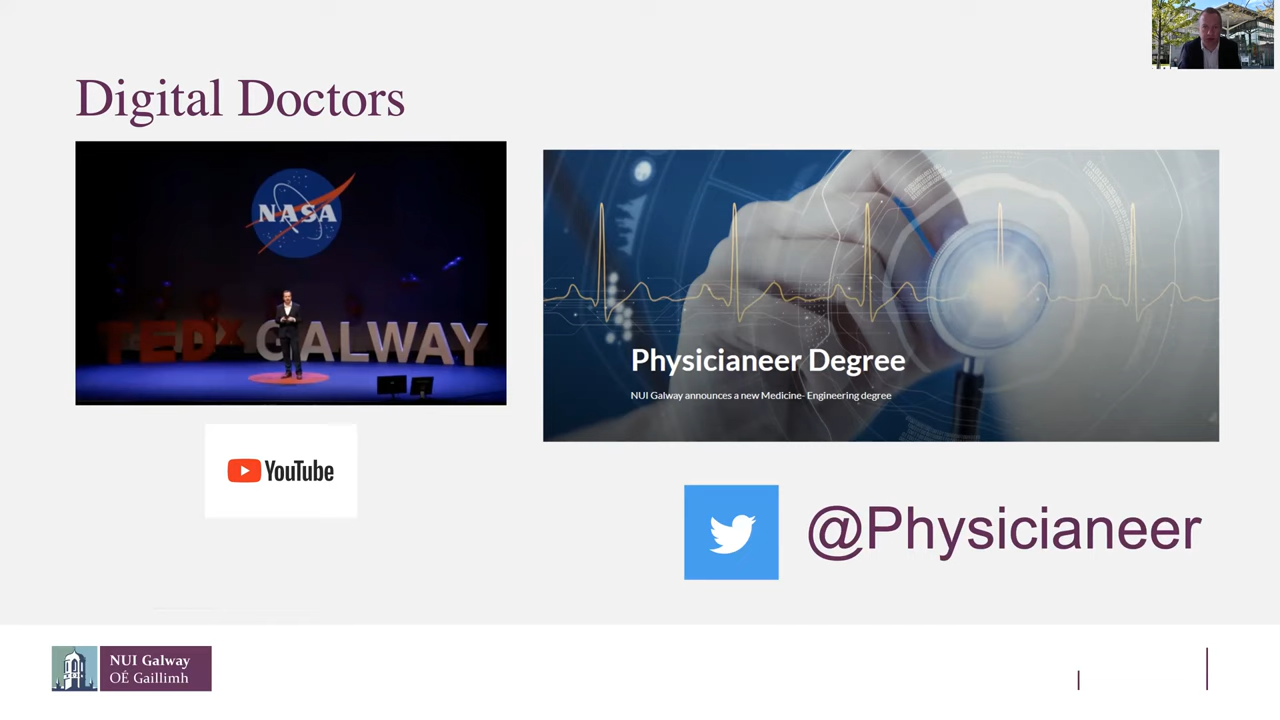 Digital Doctors
NASA
TEDx GALWAY
YouTube
Physicianeer Degree
NUI Galway announces a new Medicine- Engineering degree
@Physicianeer
NUI Galway
OÉ Gaillimh